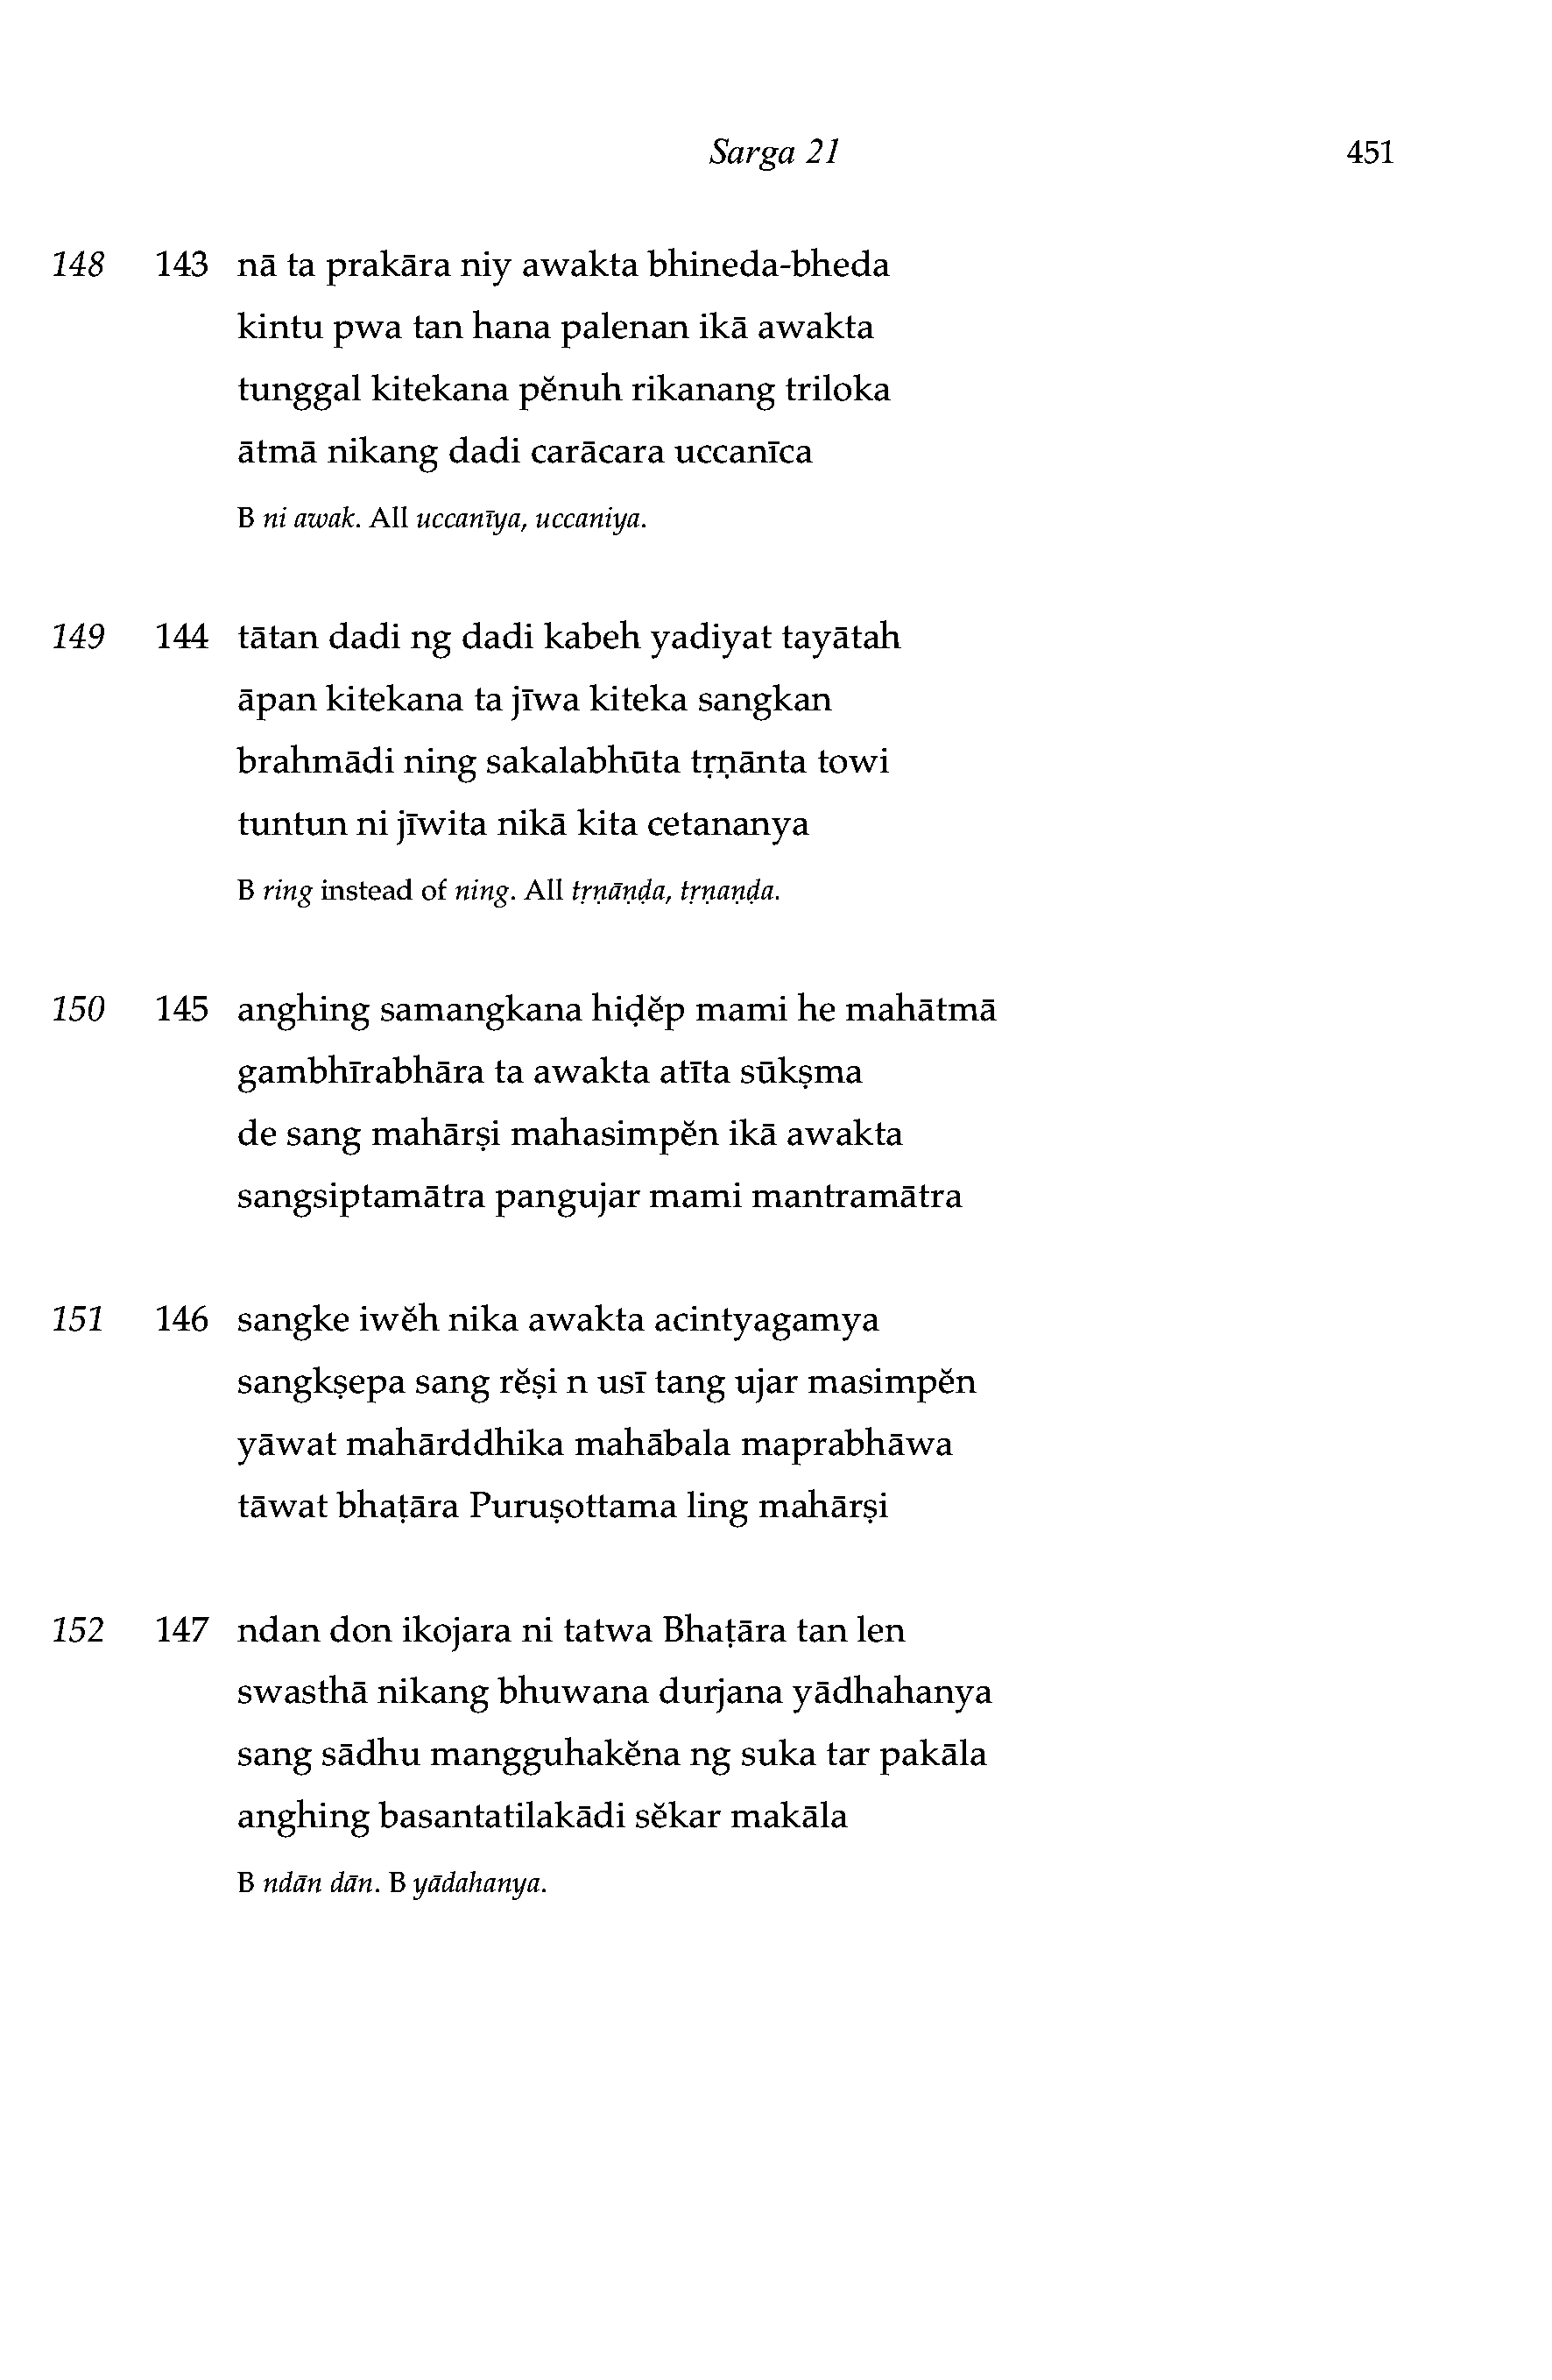 Sarga 21 451
148 143 nā ta prakāra niy awakta bhineda-bheda
kintu pwa tan hana palenan ikā awakta
tunggal kitekana pĕnuh rikanang triloka
ātmā nikang dadi carācara uccanīca
B ni awak. All uccanīya, uccaniya.
149 144 tātan dadi ng dadi kabeh yadiyat tayātah
āpan kitekana ta jīwa kiteka sangkan
brahmādi ning sakalabhūta tṛṇānta towi
tuntun ni jīwita nikā kita cetananya
B ring instead of ning. All tṛṇāṇḍa, tṛṇaṇḍa.
150 145 anghing samangkana hiḍĕp mami he mahātmā
gambhīrabhāra ta awakta atīta sūkṣma
de sang mahārṣi mahasimpĕn ikā awakta
sangsiptamātra pangujar mami mantramātra
151 146 sangke iwĕh nika awakta acintyagamya
sangkṣepa sang rĕṣi n usī tang ujar masimpĕn
yāwat mahārddhika mahābala maprabhāwa
tāwat bhaṭāra Puruṣottama ling mahārṣi
152 147 ndan don ikojara ni tatwa Bhaṭāra tan len
swasthā nikang bhuwana durjana yādhahanya
sang sādhu mangguhakĕna ng suka tar pakāla
anghing basantatilakādi sĕkar makāla
B ndān dān. B yādahanya.